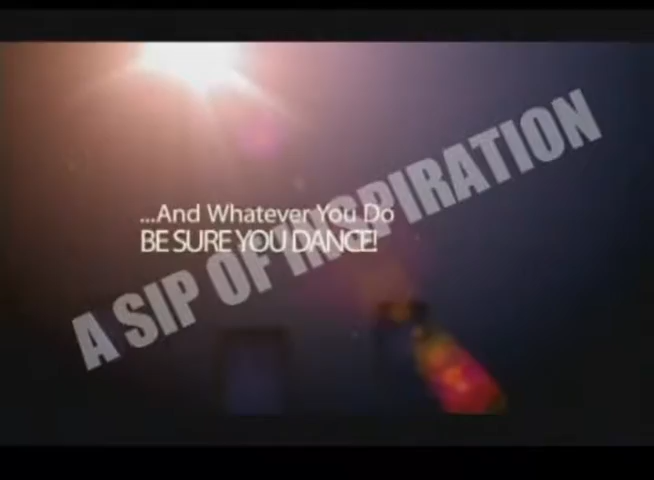 ...And Whatever You Do
BE SURE YOU DANCE!
A SIP OF INSPIRATION